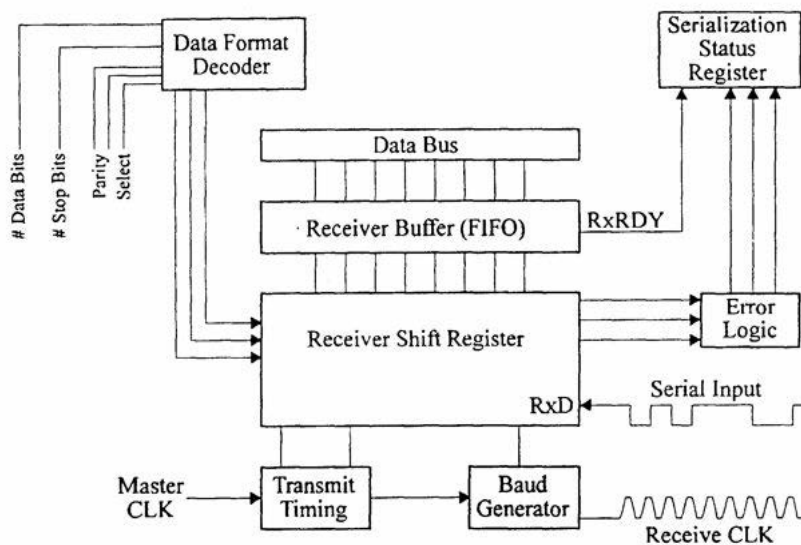 Data Format
Decoder
Serialization
Status
Register
# Data Bits
# Stop Bits
Parity
Select
Data Bus
Receiver Buffer (FIFO)
RxRDY
Receiver Shift Register
Error
Logic
Serial Input
RxD
Master
CLK
Transmit
Timing
Baud
Generator
Receive CLK